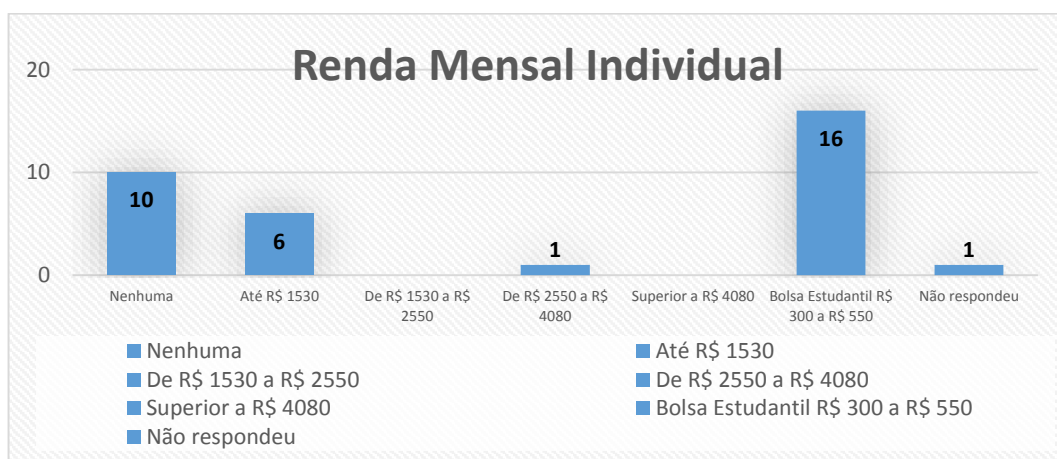 Renda Mensal Individual
20
10
0
10
6
1
16
1
Nenhuma
Até R$ 1530
De R$ 1530 a R$
2550
De R$ 2550 a R$
4080
Superior a R$ 4080
Bolsa Estudantil R$
300 a R$ 550
Não respondeu
Nenhuma
Até R$ 1530
De R$ 1530 a R$ 2550
De R$ 2550 a R$ 4080
Superior a R$ 4080
Bolsa Estudantil R$ 300 a R$ 550
Não respondeu